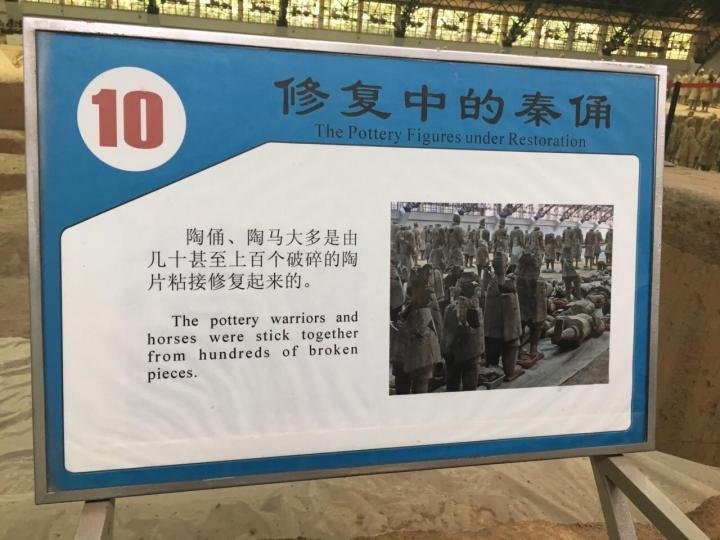 10
修复中的秦俑
The Pottery Figures under Restoration
陶俑、陶马大多是由
几十甚至上百个破碎的陶
片粘接修复起来的。
The pottery warriors and
horses were stick together
from hundreds of broken
pieces.